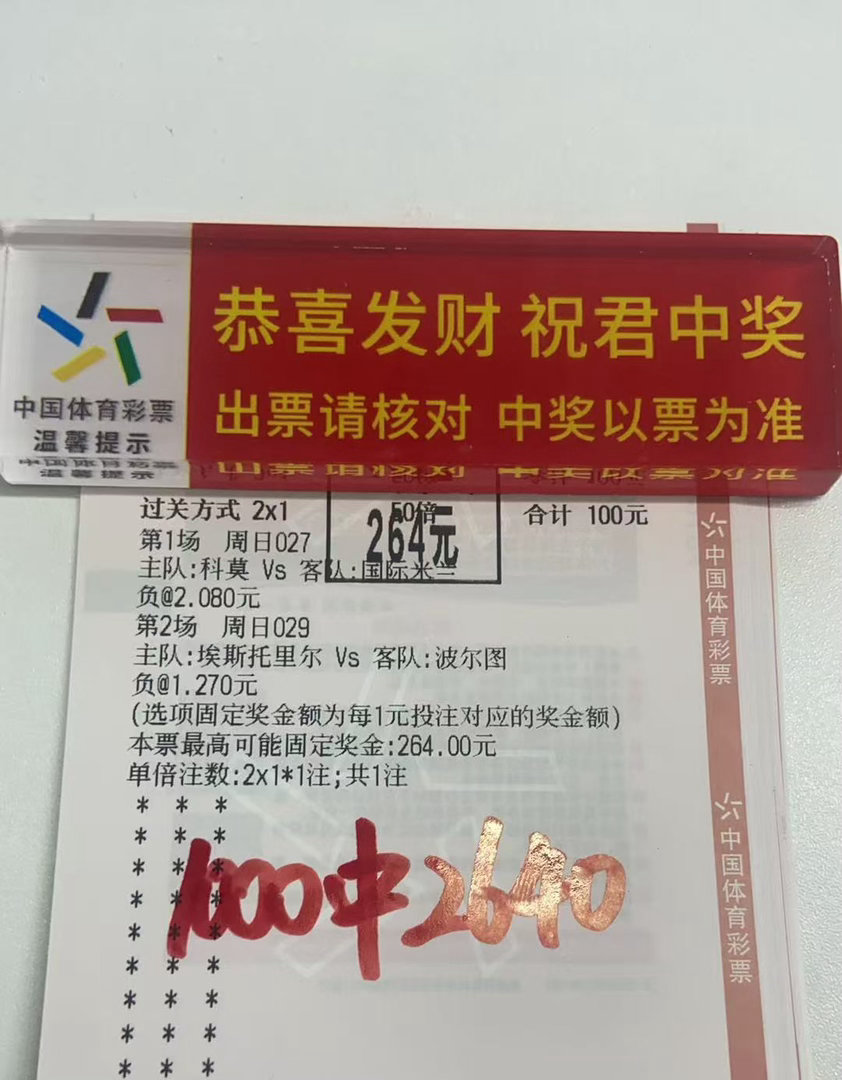 恭喜发财 祝君中奖
出票请核对 中奖以票为准
中国体育彩票
温馨提示
过关方式 2x1 50倍 合计 100元
264元
第1场 周日027
主队:科莫 Vs 客队:国际米兰
负@2.080元
第2场 周日029
主队:埃斯托里尔 Vs 客队:波尔图
负@1.270元
(选项固定奖金额为每1元投注对应的奖金额)
本票最高可能固定奖金:264.00元
单倍注数:2x1*1注;共1注
* * *
* * *
* * *
* * *
* * *
* * *
* * *
* * *
* * *
1000中2640
中国体育彩票
中国体育彩票